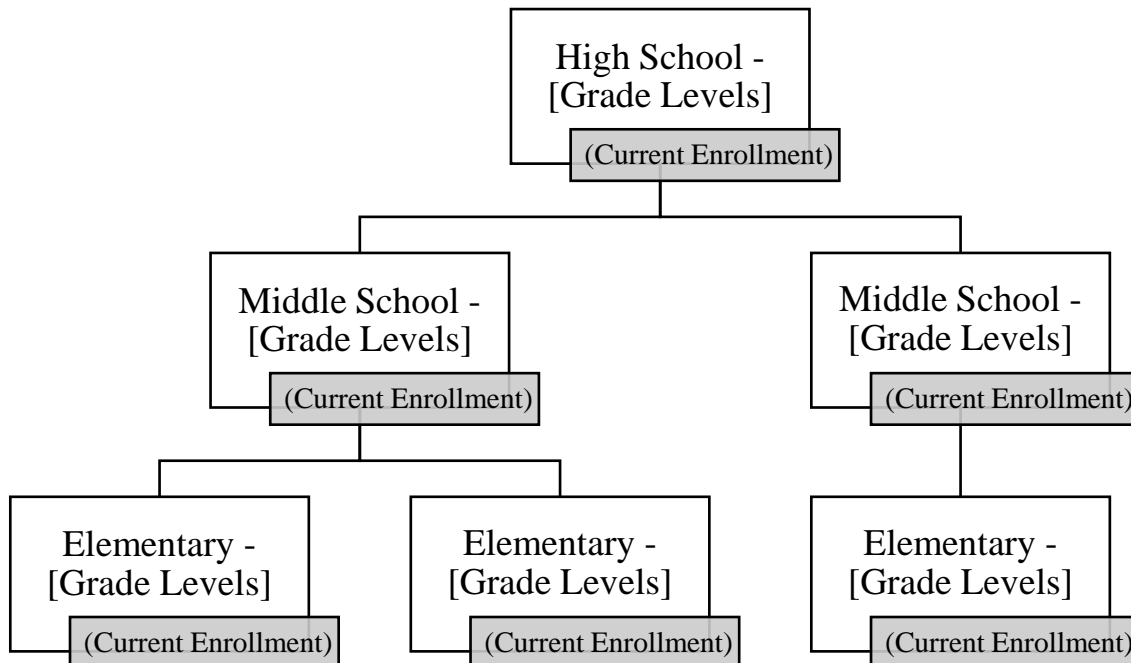 High School -
[Grade Levels]
(Current Enrollment)
Middle School -
[Grade Levels]
(Current Enrollment)
Middle School -
[Grade Levels]
(Current Enrollment)
Elementary -
[Grade Levels]
(Current Enrollment)
Elementary -
[Grade Levels]
(Current Enrollment)
Elementary -
[Grade Levels]
(Current Enrollment)